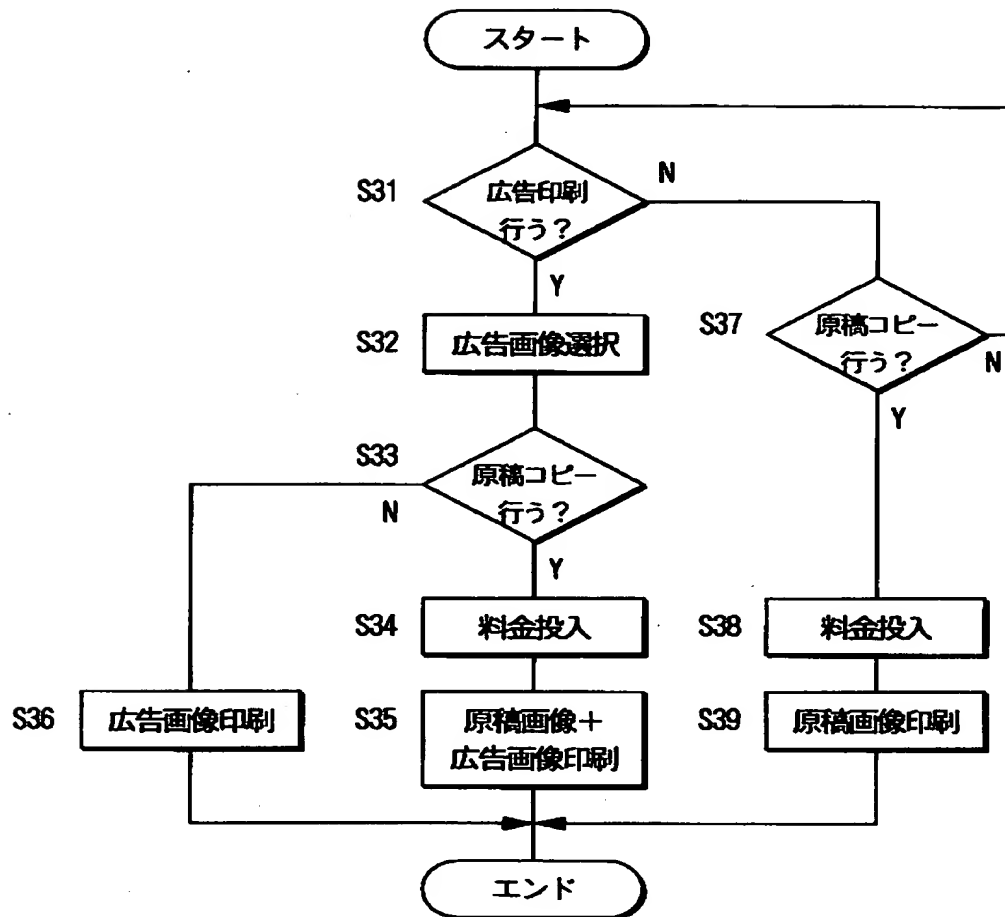 スタート
S31
広告印刷
行う？
N
Y
S32
広告画像選択
S37
原稿コピー
行う？
N
Y
S33
原稿コピー
行う？
N
Y
S34
料金投入
S38
料金投入
S36
広告画像印刷
S35
原稿画像＋
広告画像印刷
S39
原稿画像印刷
エンド